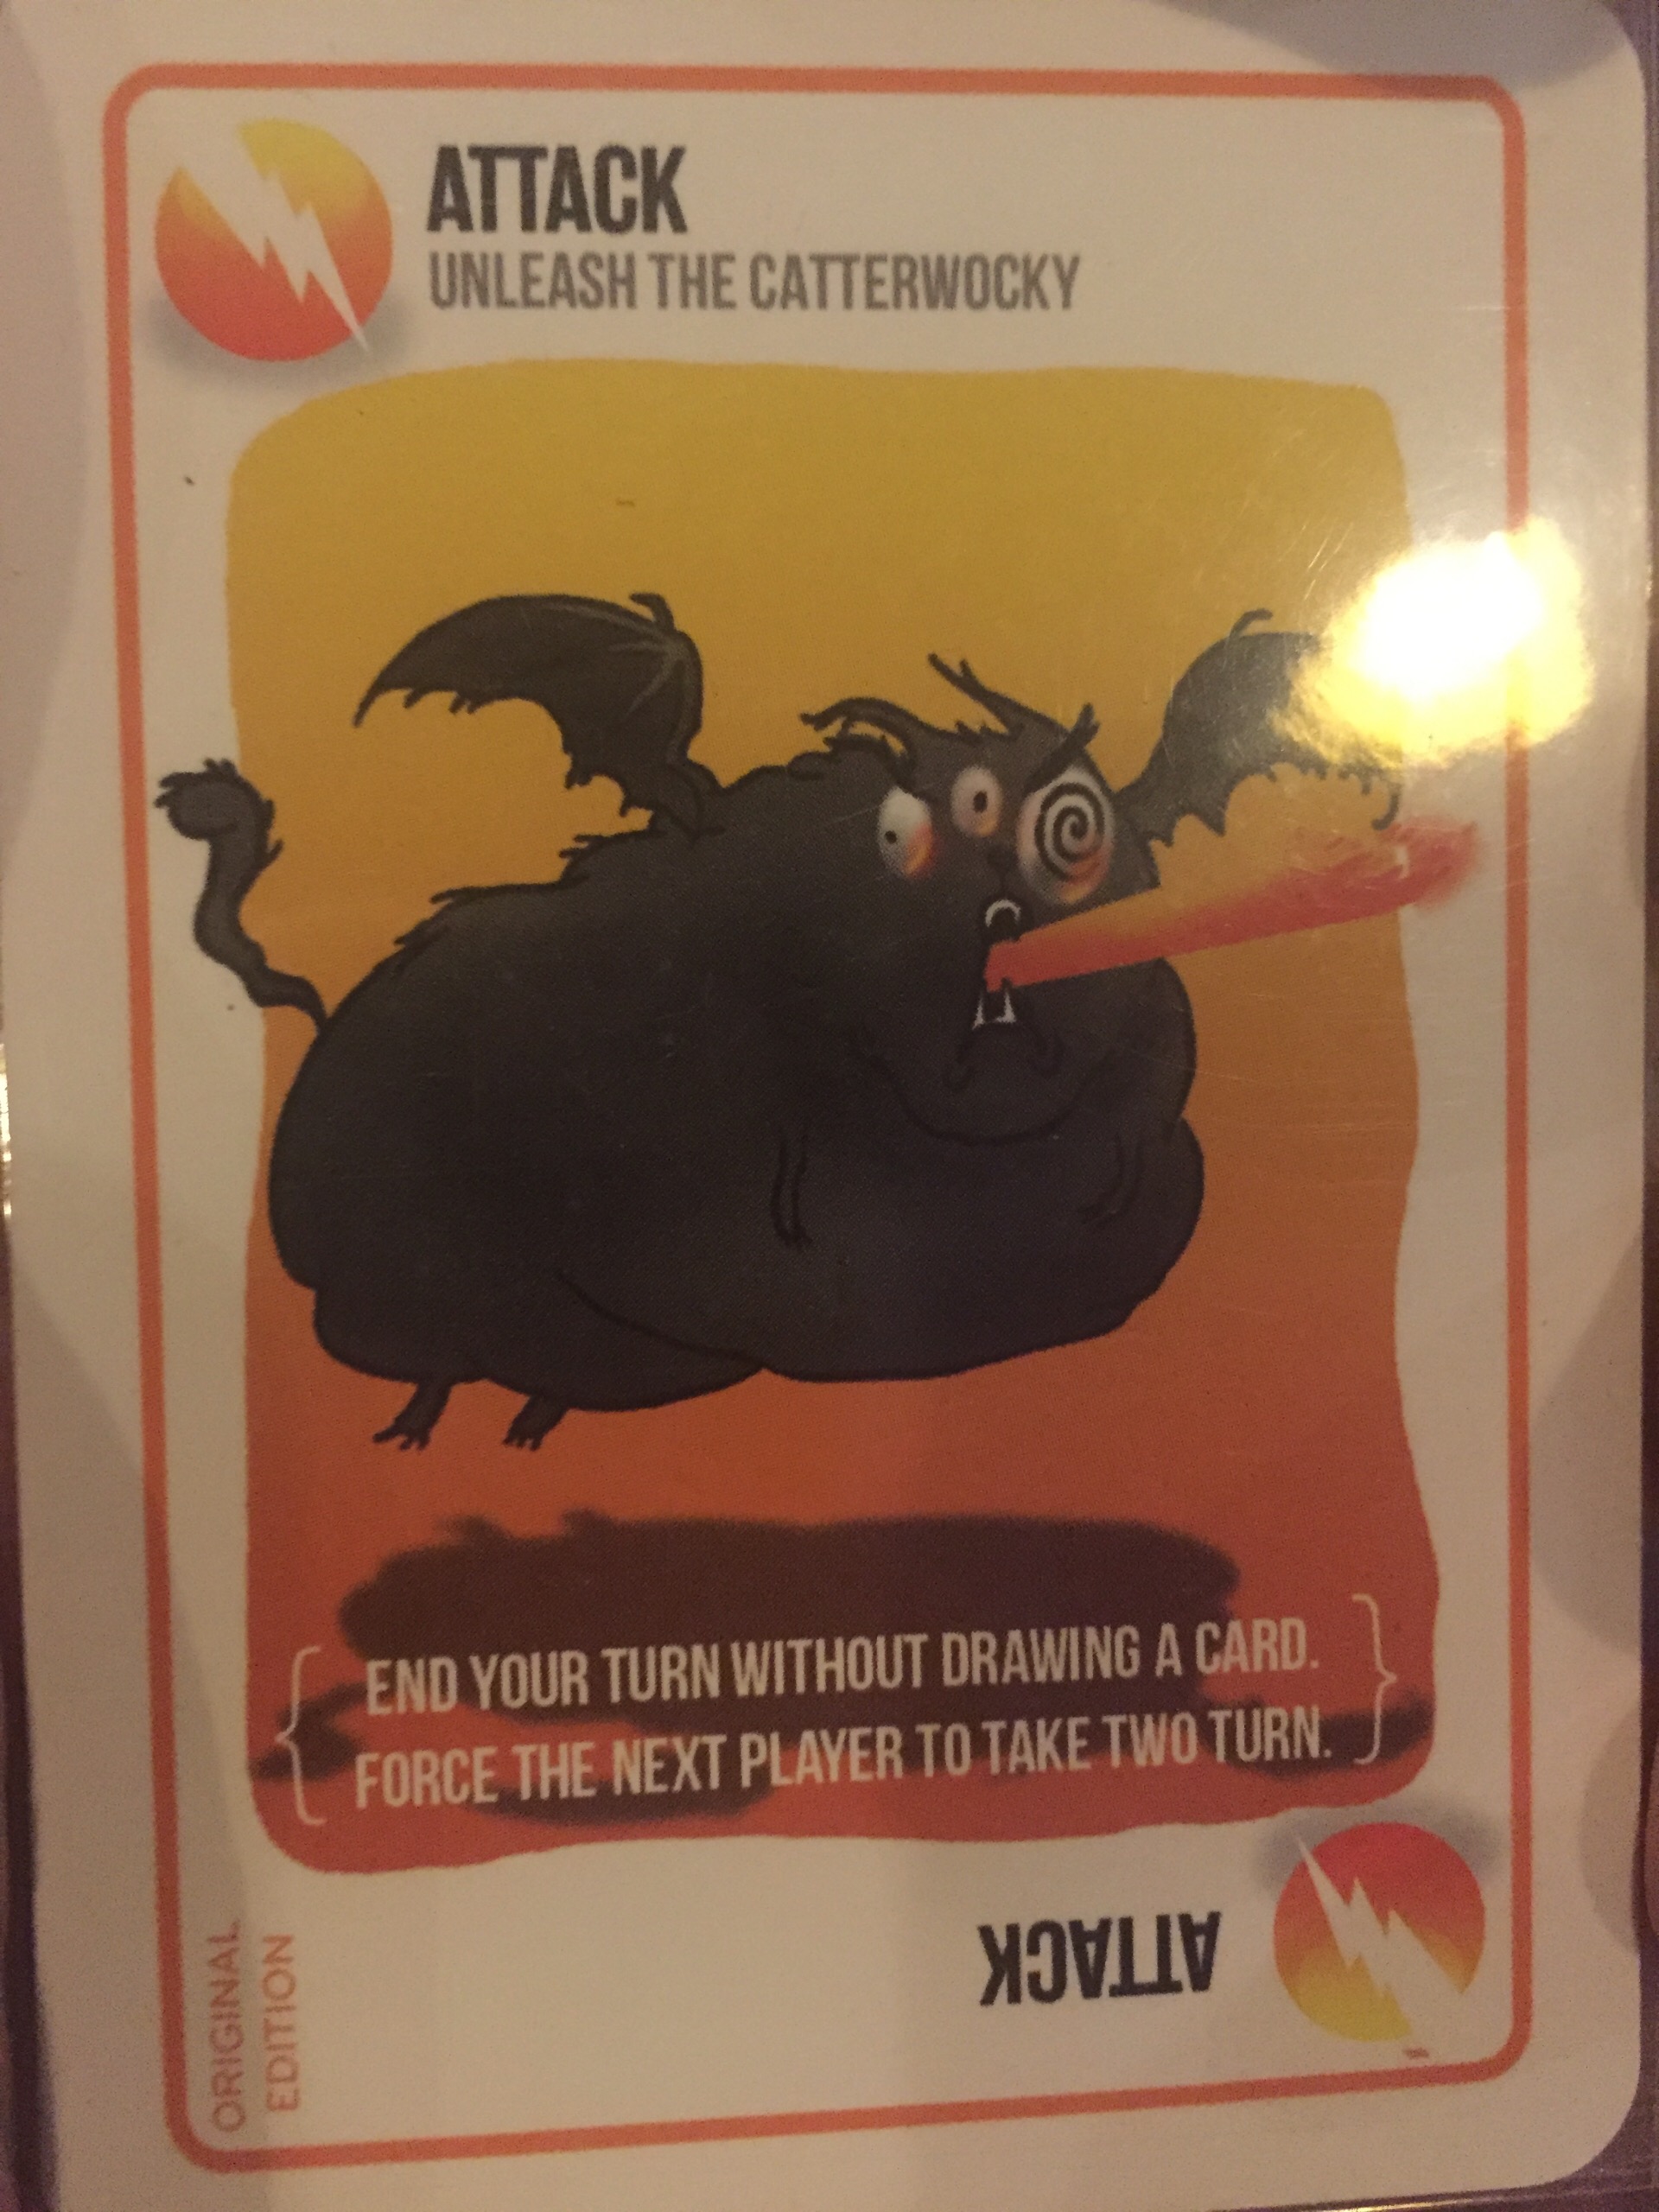 ATTACK
UNLEASH THE CATTERWOCKY
END YOUR TURN WITHOUT DRAWING A CARD.
FORCE THE NEXT PLAYER TO TAKE TWO TURN.
ATTACK
ORIGINAL
EDITION